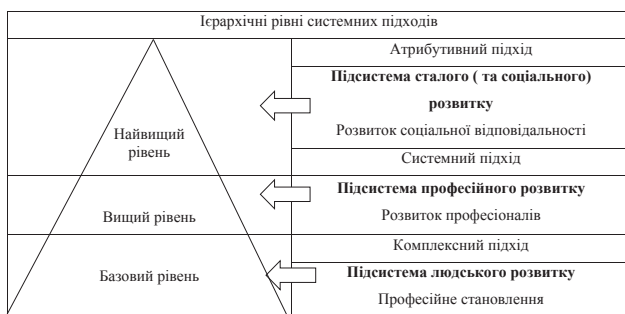 Ієрархічні рівні системних підходів
Атрибутивний підхід
Підсистема сталого ( та соціального)
розвитку
Розвиток соціальної відповідальності
Найвищий
рівень
Системний підхід
Підсистема професійного розвитку
Розвиток професіоналів
Вищий рівень
Комплексний підхід
Підсистема людського розвитку
Професійне становлення
Базовий рівень